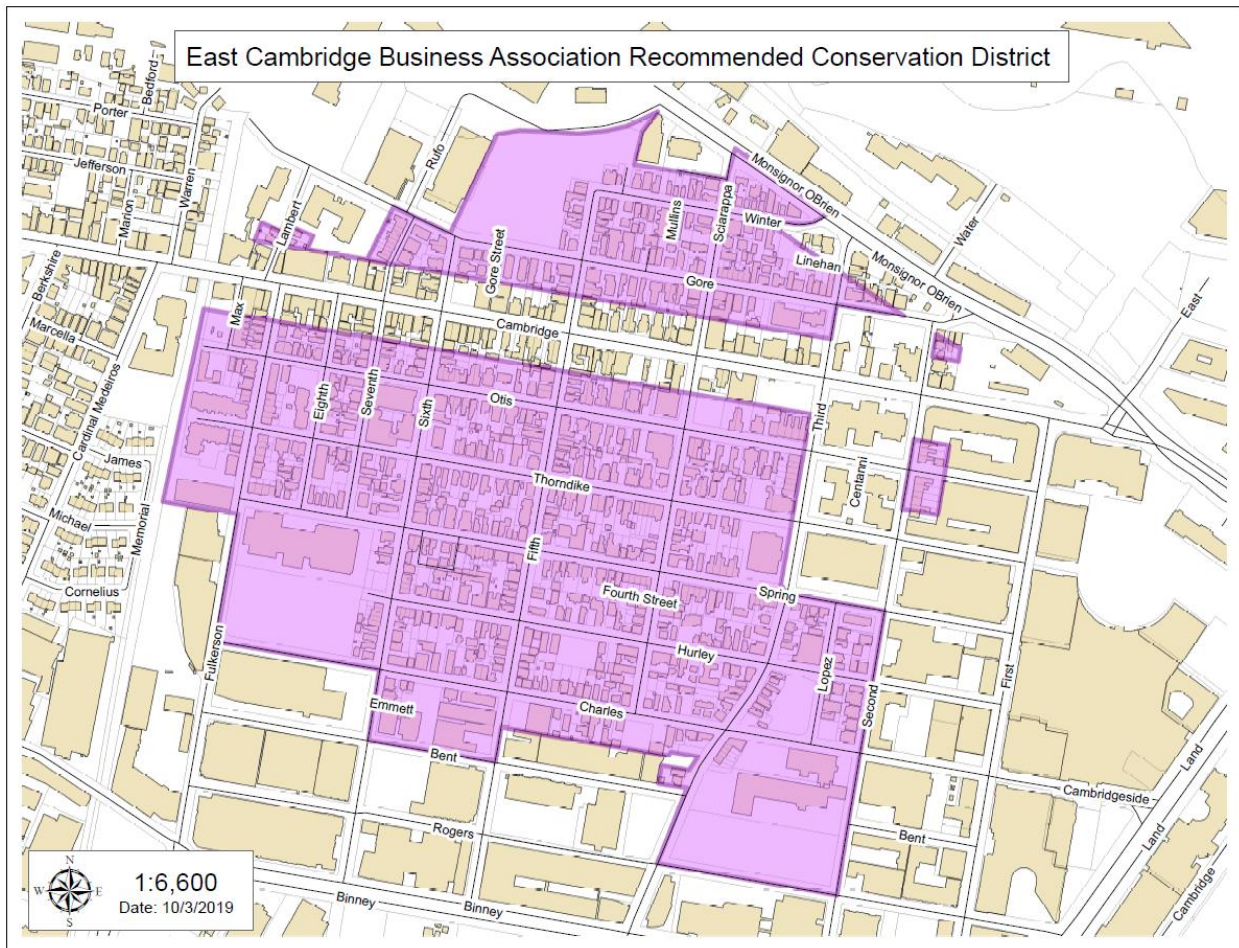 East Cambridge Business Association Recommended Conservation District
Bedford
Porter
Jefferson
Marion
Warren
Lambert
Rufo
Gore Street
Mullins
Sciarappa
Winter
Monsignor OBrien
Linehan
Water
Monsignor OBrien
Gore
East
Berkshire
Marcella
Max
Cambridge
Cardinal Medeiros
Eighth
Seventh
Sixth
Otis
Third
Centanni
James
Thorndike
Michael
Memorial
Fifth
Cornelius
Fourth Street
Spring
Fulkerson
Hurley
Lopez
Second
First
Emmett
Charles
Bent
Land
Cambridgeside
Rogers
Bent
Land
Binney
Binney
Cambridge
N
W
E
S
1:6,600
Date: 10/3/2019